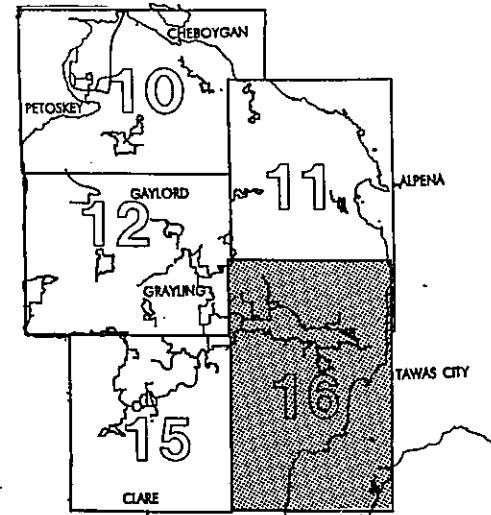 CHEBOYGAN
10
PETOSKEY
11
ALPENA
GAYLORD
12
GRAYLING
TAWAS CITY
16
15
CLARE